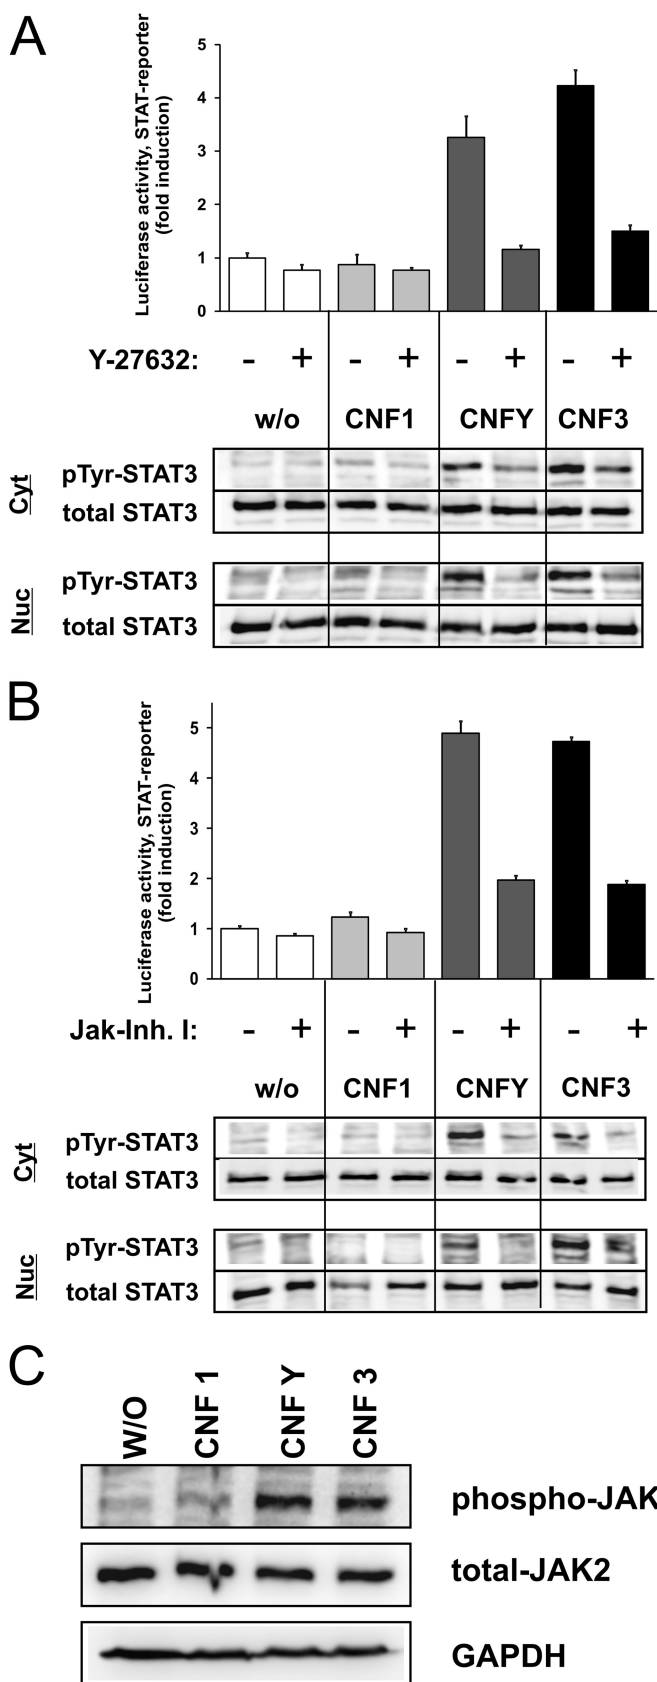 A
Luciferase activity, STAT-reporter
(fold induction)
5
4
3
2
1
0
Y-27632: - + - + - + - +
w/o CNF1 CNFY CNF3
Cyt
pTyr-STAT3
total STAT3
Nuc
pTyr-STAT3
total STAT3
B
Luciferase activity, STAT-reporter
(fold induction)
5
4
3
2
1
0
Jak-Inh. I: - + - + - + - +
w/o CNF1 CNFY CNF3
Cyt
pTyr-STAT3
total STAT3
Nuc
pTyr-STAT3
total STAT3
C
W/O CNF 1 CNF Y CNF 3
phospho-JAK
total-JAK2
GAPDH